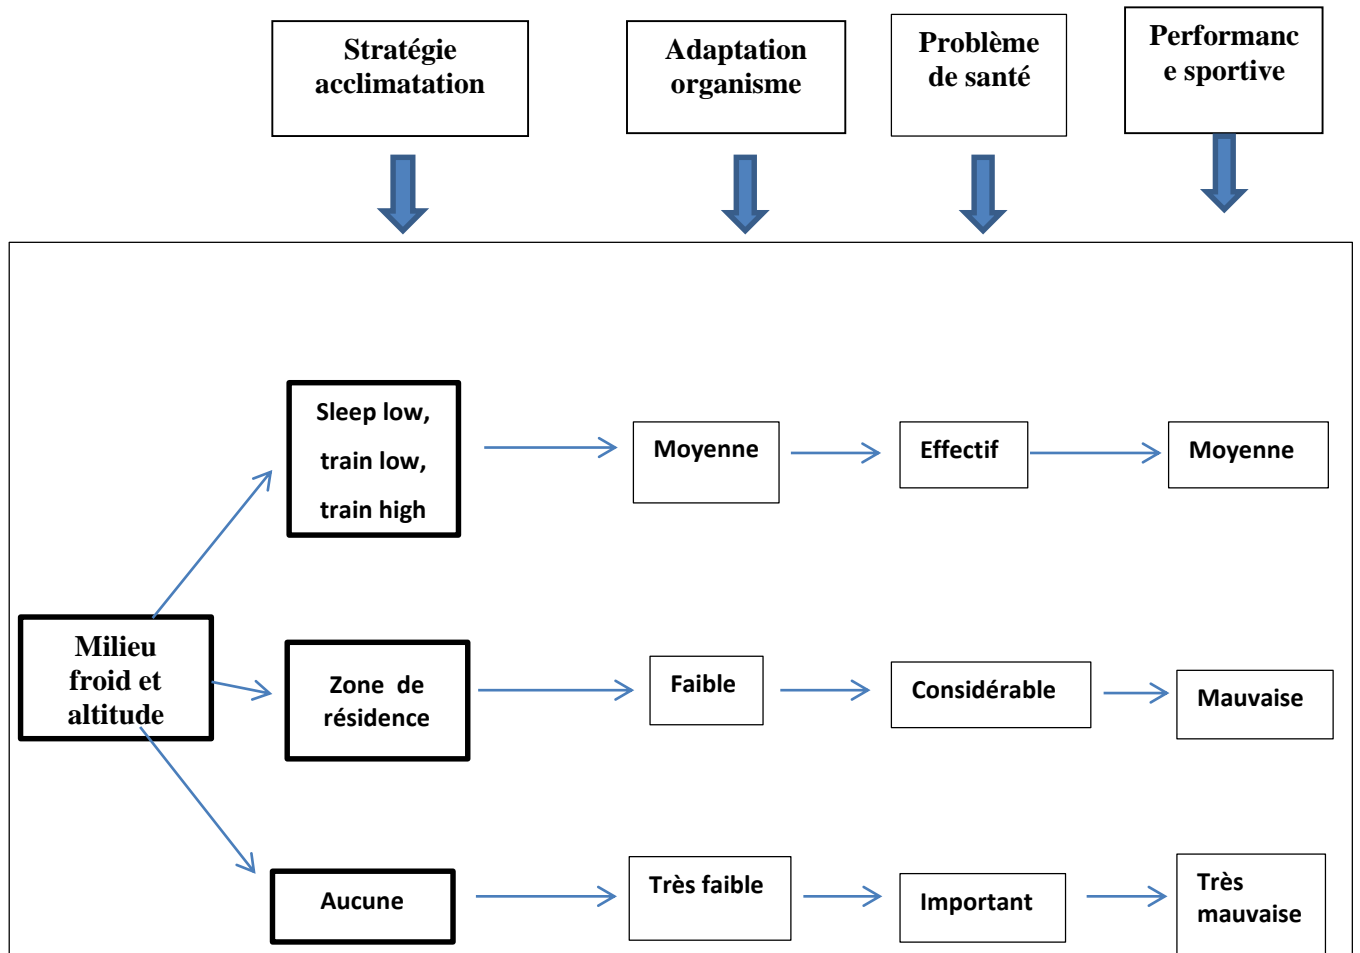 Stratégie
acclimatation
Adaptation
organisme
Problème
de santé
Performanc
e sportive
Sleep low,
train low,
train high
Moyenne
Effectif
Moyenne
Milieu
froid et
altitude
Zone de
résidence
Faible
Considérable
Mauvaise
Aucune
Très faible
Important
Très
mauvaise